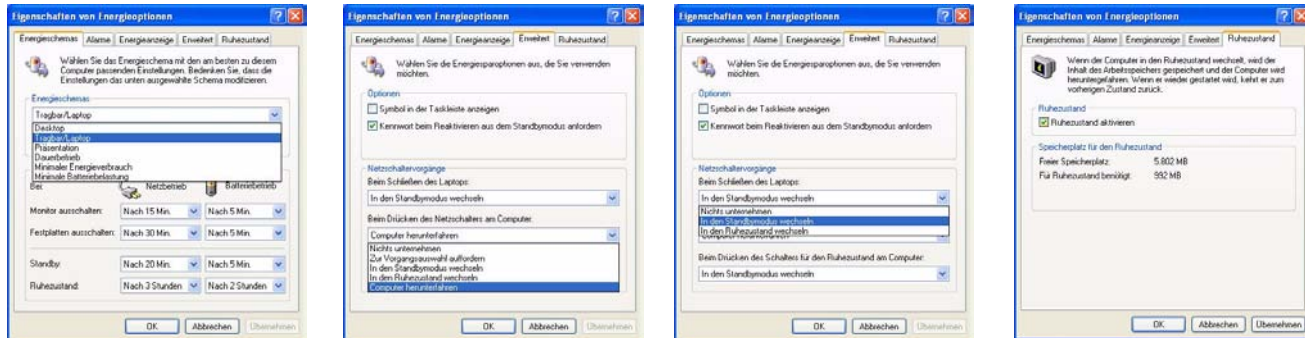 Eigenschaften von Energieoptionen
Energieschemas Alarme Energieanzeige Erweitert Ruhezustand
Wählen Sie das Energieschema mit den am besten zu diesem
Computer passenden Einstellungen. Bedenken Sie, dass die
Einstellungen das unten ausgewählte Schema modifizieren.
Energieschemas
Tragbar/Laptop
Desktop
Tragbar/Laptop
Präsentation
Dauerbetrieb
Minimaler Energieverbrauch
Minimale Batteriebelastung
Bei: Netzbetrieb Batteriebetrieb
Monitor ausschalten: Nach 15 Min. Nach 5 Min.
Festplatten ausschalten: Nach 30 Min. Nach 5 Min.
Standby: Nach 20 Min. Nach 5 Min.
Ruhezustand: Nach 3 Stunden Nach 2 Stunden
OK Abbrechen Übernehmen
Eigenschaften von Energieoptionen
Energieschemas Alarme Energieanzeige Erweitert Ruhezustand
Wählen Sie die Energiesparoptionen aus, die Sie verwenden
möchten.
Optionen
Symbol in der Taskleiste anzeigen
Kennwort beim Reaktivieren aus dem Standbymodus anfordern
Netzschaltervorgänge
Beim Schließen des Laptops:
In den Standbymodus wechseln
Beim Drücken des Netzschalters am Computer:
Computer herunterfahren
Nichts unternehmen
Zur Vorgangsauswahl auffordern
In den Standbymodus wechseln
In den Ruhezustand wechseln
Computer herunterfahren
OK Abbrechen Übernehmen
Eigenschaften von Energieoptionen
Energieschemas Alarme Energieanzeige Erweitert Ruhezustand
Wählen Sie die Energiesparoptionen aus, die Sie verwenden
möchten.
Optionen
Symbol in der Taskleiste anzeigen
Kennwort beim Reaktivieren aus dem Standbymodus anfordern
Netzschaltervorgänge
Beim Schließen des Laptops:
In den Standbymodus wechseln
Nichts unternehmen
In den Standbymodus wechseln
In den Ruhezustand wechseln
Computer herunterfahren
Beim Drücken des Schalters für den Ruhezustand am Computer:
In den Standbymodus wechseln
OK Abbrechen Übernehmen
Eigenschaften von Energieoptionen
Energieschemas Alarme Energieanzeige Erweitert Ruhezustand
Wenn der Computer in den Ruhezustand wechselt, wird der
Inhalt des Arbeitsspeichers gespeichert und der Computer wird
heruntergefahren. Wenn er wieder gestartet wird, kehrt er zum
vorherigen Zustand zurück.
Ruhezustand
Ruhezustand aktivieren
Speicherplatz für den Ruhezustand
Freier Speicherplatz: 5.802 MB
Für Ruhezustand benötigt: 992 MB
OK Abbrechen Übernehmen